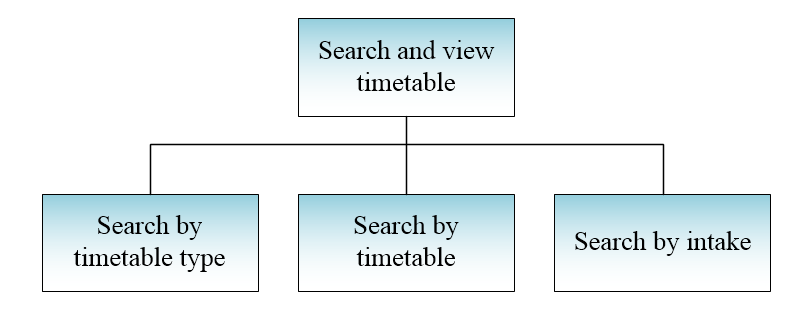 Search and view
timetable
Search by
timetable type
Search by
timetable
Search by intake